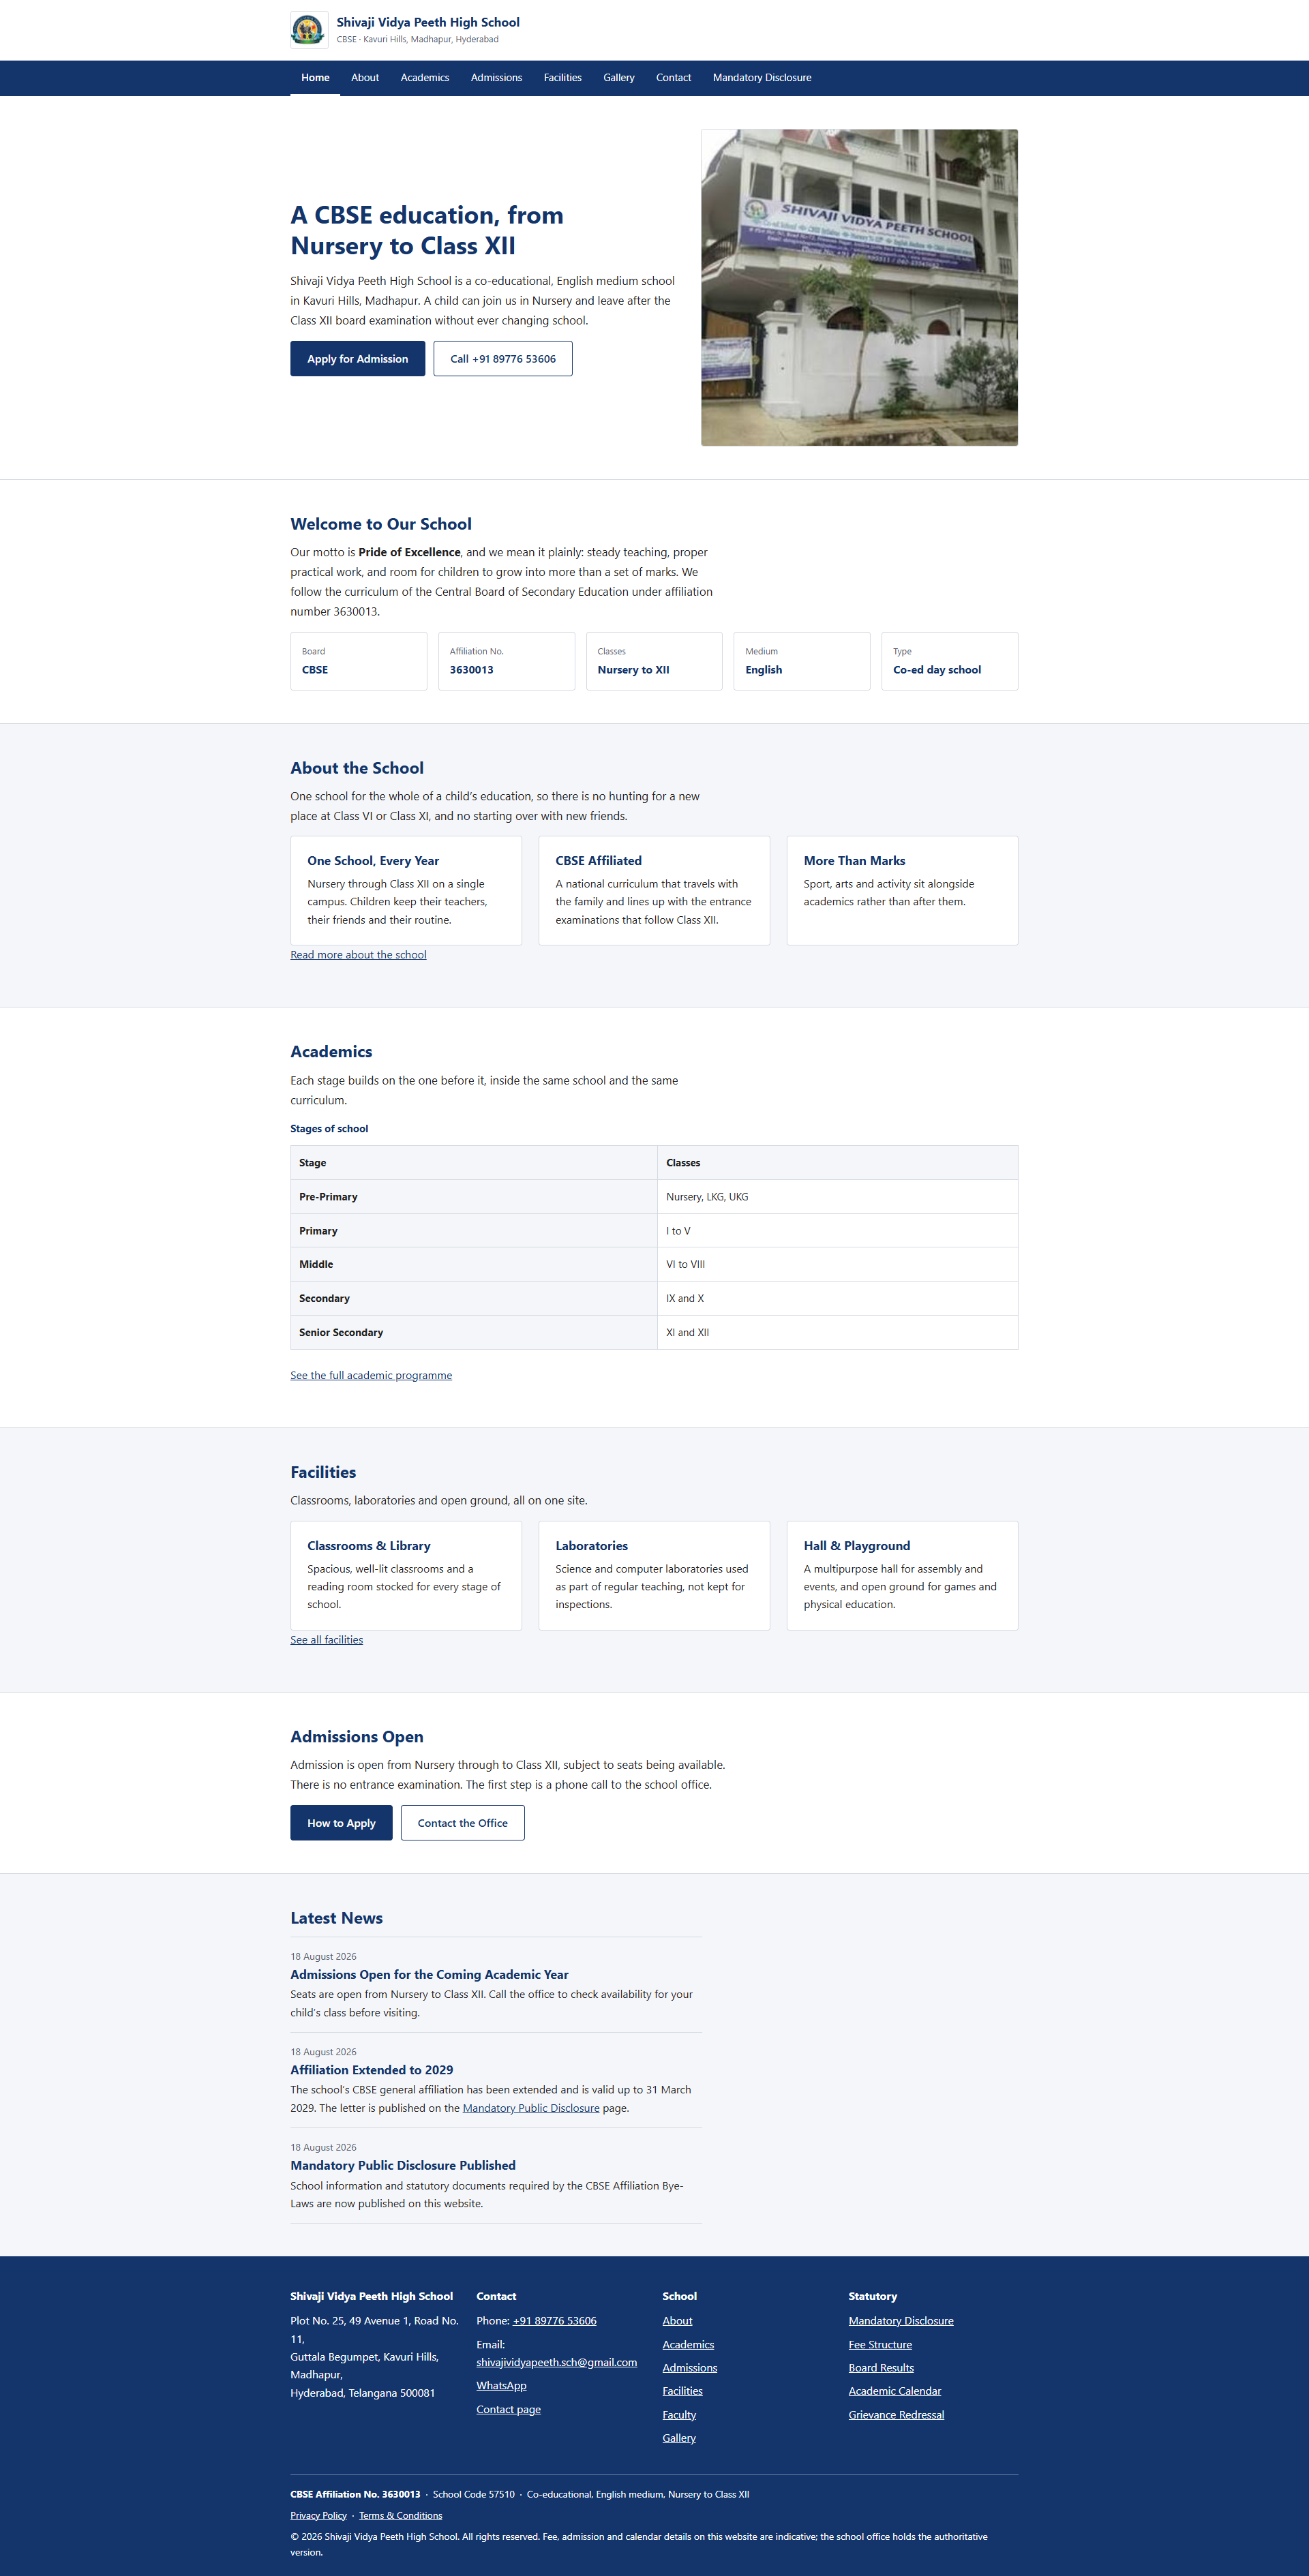 Shivaji Vidya Peeth High School
CBSE · Kavuri Hills, Madhapur, Hyderabad
Home
About
Academics
Admissions
Facilities
Gallery
Contact
Mandatory Disclosure
A CBSE education, from
Nursery to Class XII
Shivaji Vidya Peeth High School is a co-educational, English medium school
in Kavuri Hills, Madhapur. A child can join us in Nursery and leave after the
Class XII board examination without ever changing school.
Apply for Admission
Call +91 89776 53606
SHIVAJI VIDYA PEETH SCHOOL
Welcome to Our School
Our motto is Pride of Excellence, and we mean it plainly: steady teaching, proper
practical work, and room for children to grow into more than a set of marks. We
follow the curriculum of the Central Board of Secondary Education under affiliation
number 3630013.
Board
CBSE
Affiliation No.
3630013
Classes
Nursery to XII
Medium
English
Type
Co-ed day school
About the School
One school for the whole of a child's education, so there is no hunting for a new
place at Class VI or Class XI, and no starting over with new friends.
One School, Every Year
Nursery through Class XII on a single
campus. Children keep their teachers,
their friends and their routine.
CBSE Affiliated
A national curriculum that travels with
the family and lines up with the entrance
examinations that follow Class XII.
More Than Marks
Sport, arts and activity sit alongside
academics rather than after them.
Read more about the school
Academics
Each stage builds on the one before it, inside the same school and the same
curriculum.
Stages of school
Stage Classes
Pre-Primary Nursery, LKG, UKG
Primary I to V
Middle VI to VIII
Secondary IX and X
Senior Secondary XI and XII
See the full academic programme
Facilities
Classrooms, laboratories and open ground, all on one site.
Classrooms & Library
Spacious, well-lit classrooms and a
reading room stocked for every stage of
school.
Laboratories
Science and computer laboratories used
as part of regular teaching, not kept for
inspections.
Hall & Playground
A multipurpose hall for assembly and
events, and open ground for games and
physical education.
See all facilities
Admissions Open
Admission is open from Nursery through to Class XII, subject to seats being available.
There is no entrance examination. The first step is a phone call to the school office.
How to Apply
Contact the Office
Latest News
18 August 2026
Admissions Open for the Coming Academic Year
Seats are open from Nursery to Class XII. Call the office to check availability for your
child's class before visiting.
18 August 2026
Affiliation Extended to 2029
The school's CBSE general affiliation has been extended and is valid up to 31 March
2029. The letter is published on the Mandatory Public Disclosure page.
18 August 2026
Mandatory Public Disclosure Published
School information and statutory documents required by the CBSE Affiliation Bye-
Laws are now published on this website.
Shivaji Vidya Peeth High School
Plot No. 25, 49 Avenue 1, Road No.
11,
Guttala Begumpet, Kavuri Hills,
Madhapur,
Hyderabad, Telangana 500081
Contact
Phone: +91 89776 53606
Email:
shivajividyapeeth.sch@gmail.com
WhatsApp
Contact page
School
About
Academics
Admissions
Facilities
Faculty
Gallery
Statutory
Mandatory Disclosure
Fee Structure
Board Results
Academic Calendar
Grievance Redressal
CBSE Affiliation No. 3630013 · School Code 57510 · Co-educational, English medium, Nursery to Class XII
Privacy Policy · Terms & Conditions
© 2026 Shivaji Vidya Peeth High School. All rights reserved. Fee, admission and calendar details on this website are indicative; the school office holds the authoritative
version.